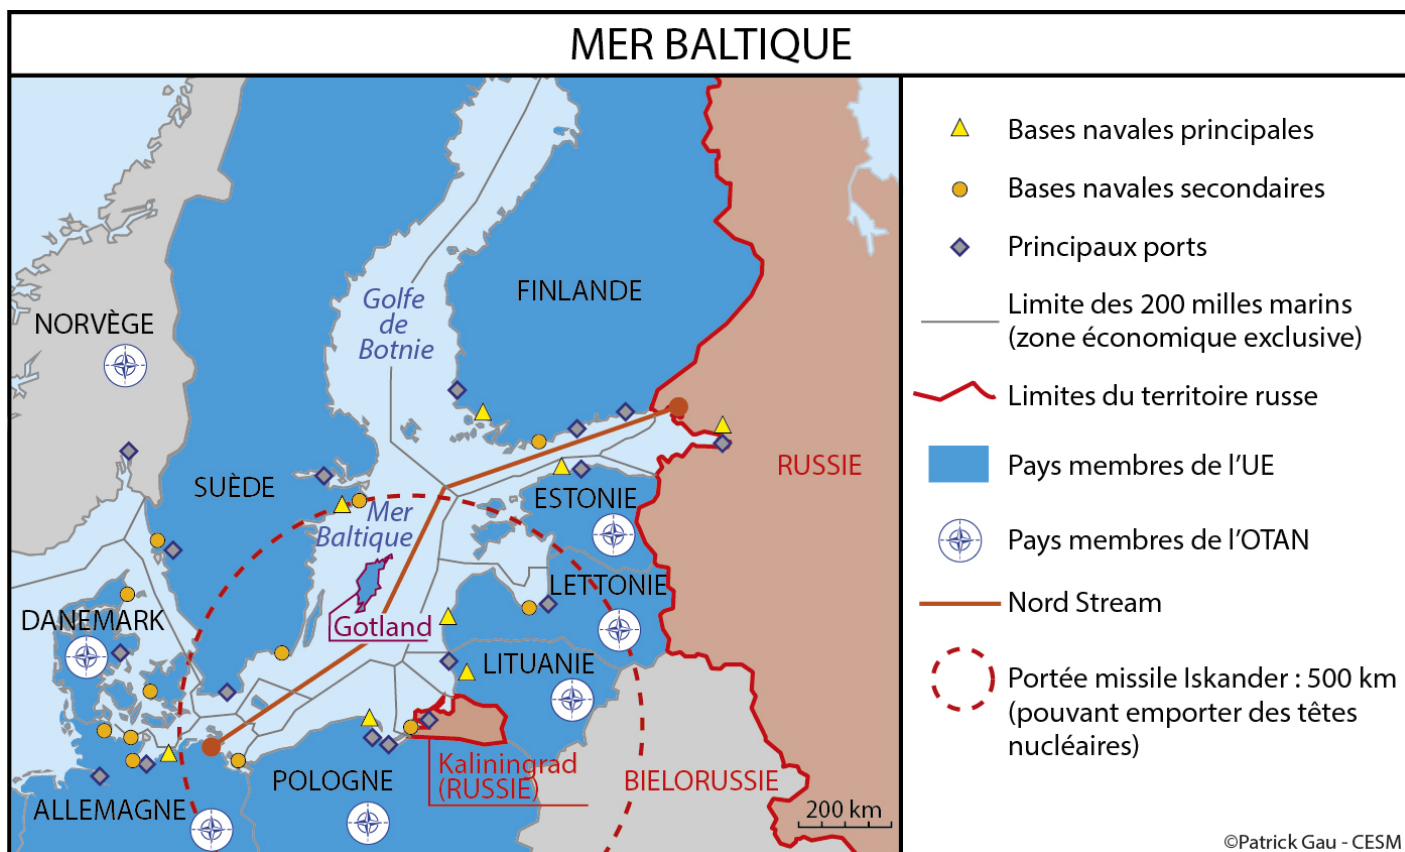 MER BALTIQUE
FINLANDE
Golfe
de
Botnie
NORVÈGE
SUÈDE
RUSSIE
ESTONIE
Mer
Baltique
LETTONIE
DANEMARK
Gotland
LITUANIE
Kaliningrad
(RUSSIE)
POLOGNE
BIELORUSSIE
ALLEMAGNE
200 km
Bases navales principales
Bases navales secondaires
Principaux ports
Limite des 200 milles marins
(zone économique exclusive)
Limites du territoire russe
Pays membres de l'UE
Pays membres de l'OTAN
Nord Stream
Portée missile Iskander : 500 km
(pouvant emporter des têtes
nucléaires)
©Patrick Gau - CESM